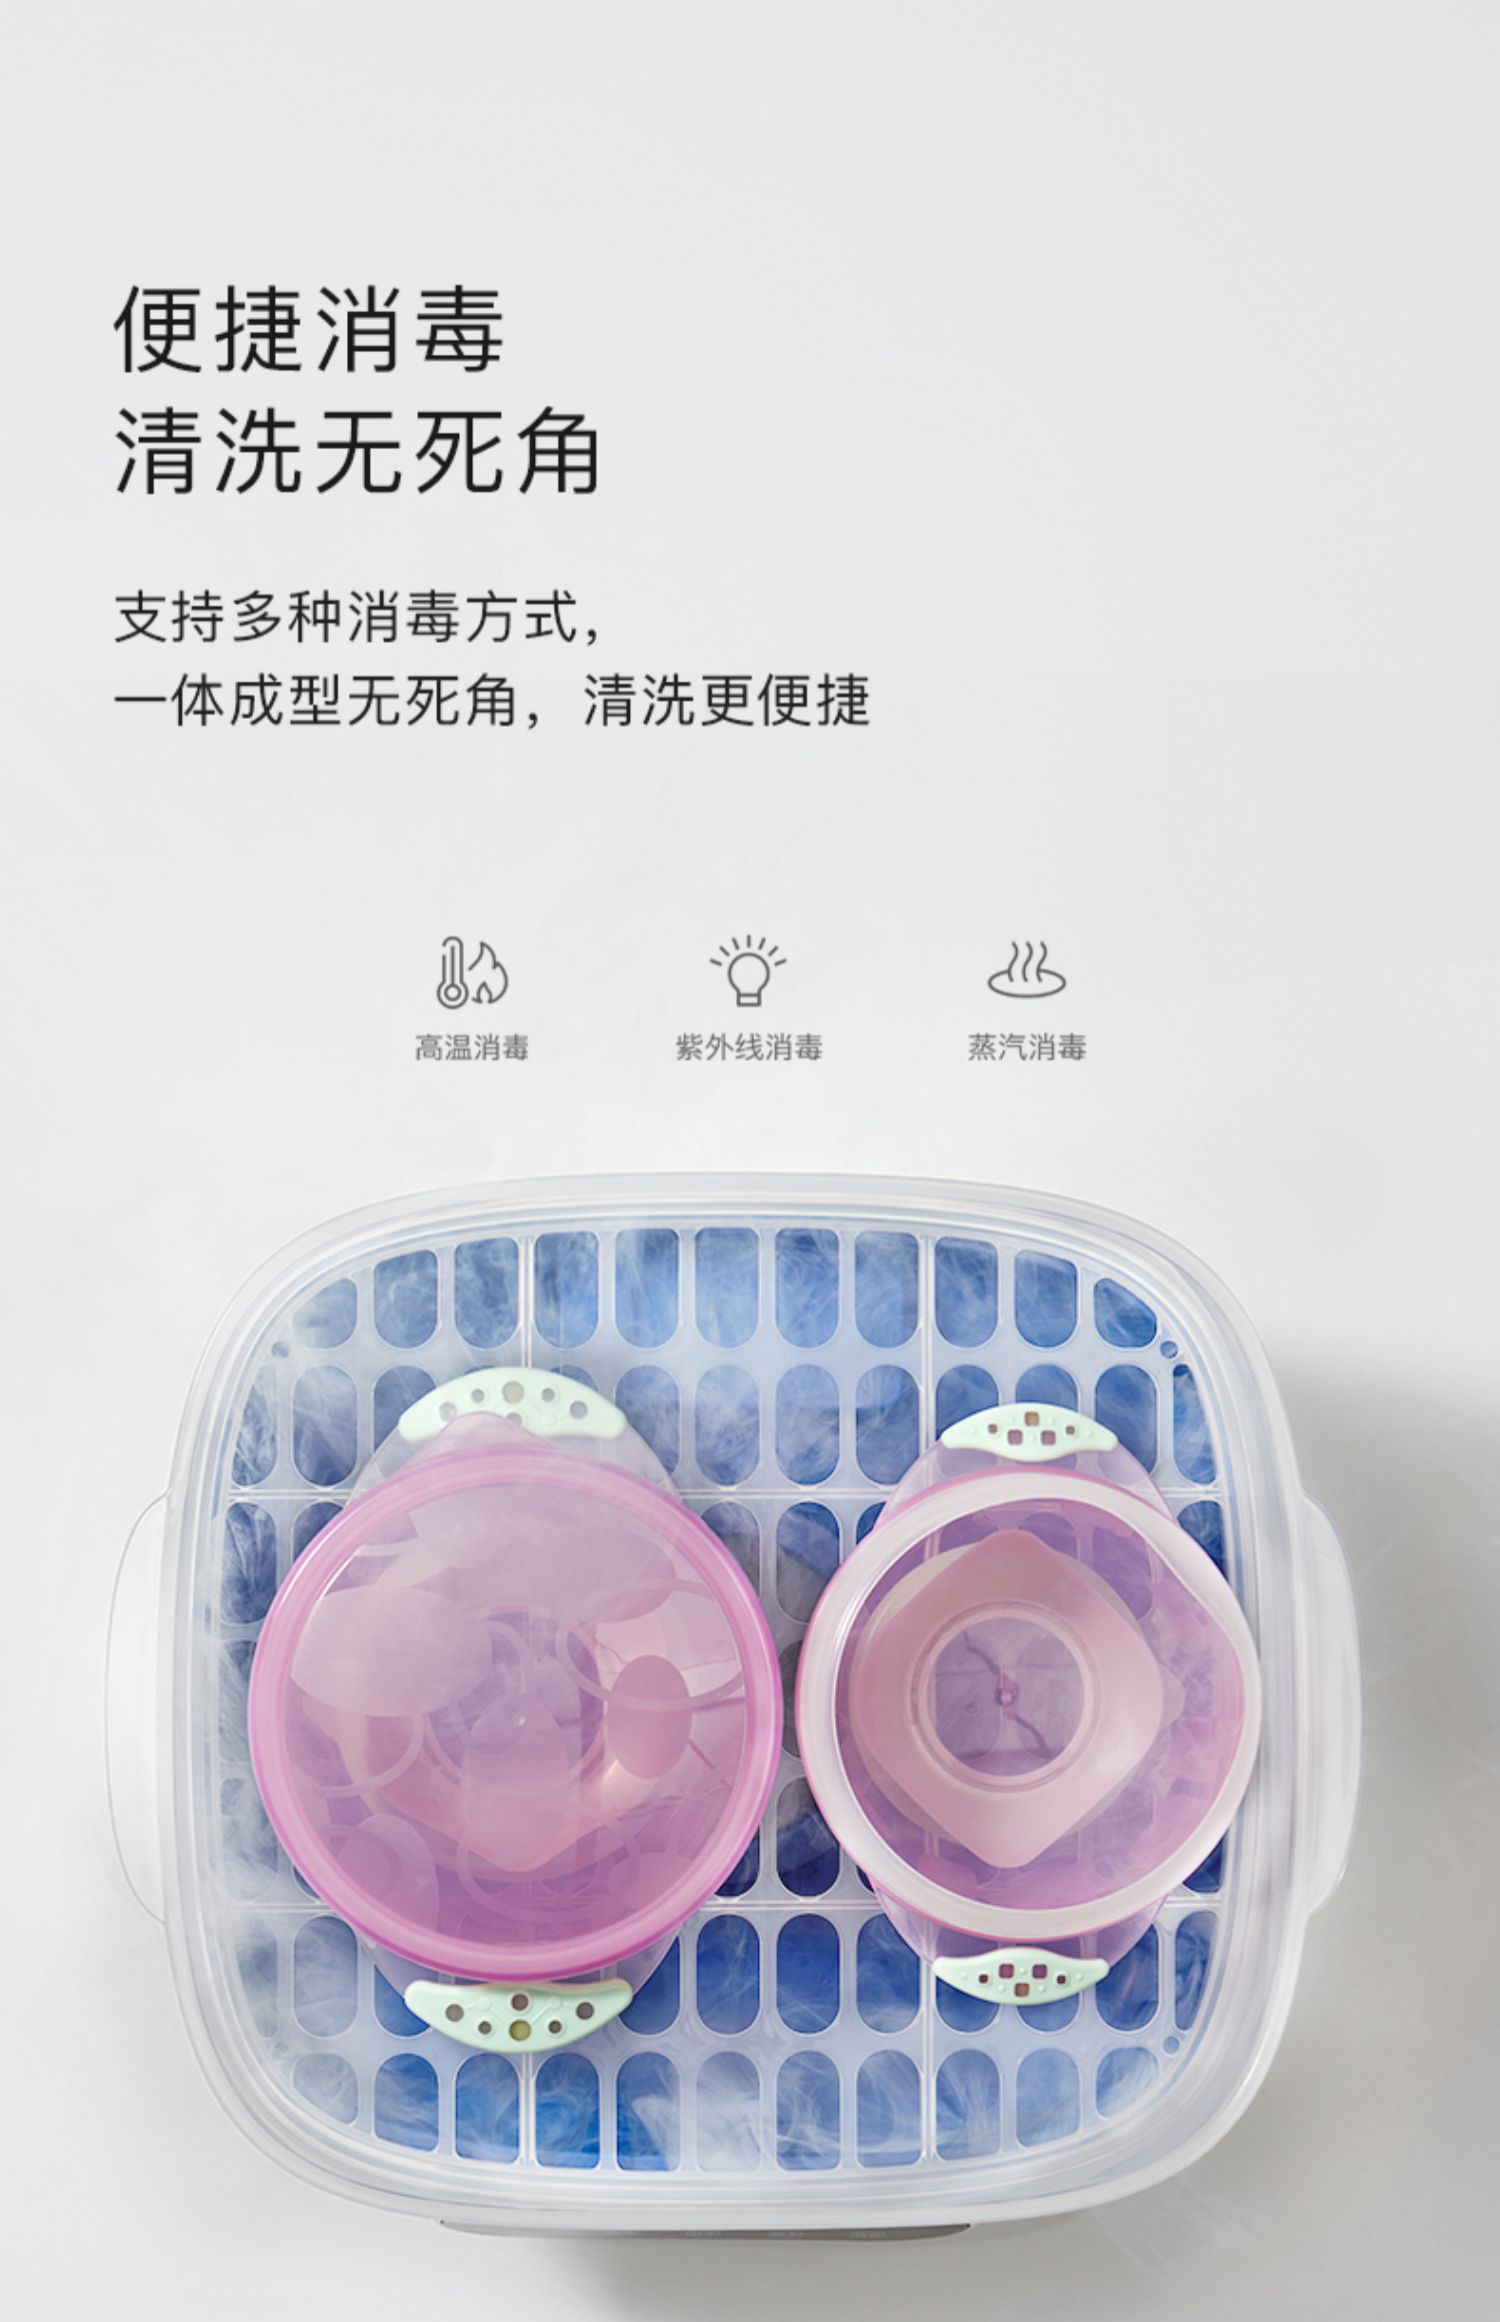 便捷消毒
清洗无死角
支持多种消毒方式，
一体成型无死角，清洗更便捷
高温消毒
紫外线消毒
蒸汽消毒